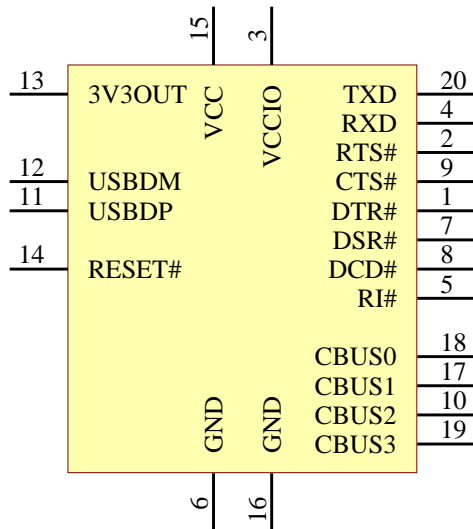 15 3
13 3V3OUT VCC VCCIO TXD 20
RXD 4
RTS# 2
12 USBDM CTS# 9
11 USBDP DTR# 1
DSR# 7
14 RESET# DCD# 8
RI# 5
CBUS0 18
CBUS1 17
GND GND CBUS2 10
CBUS3 19
6 16